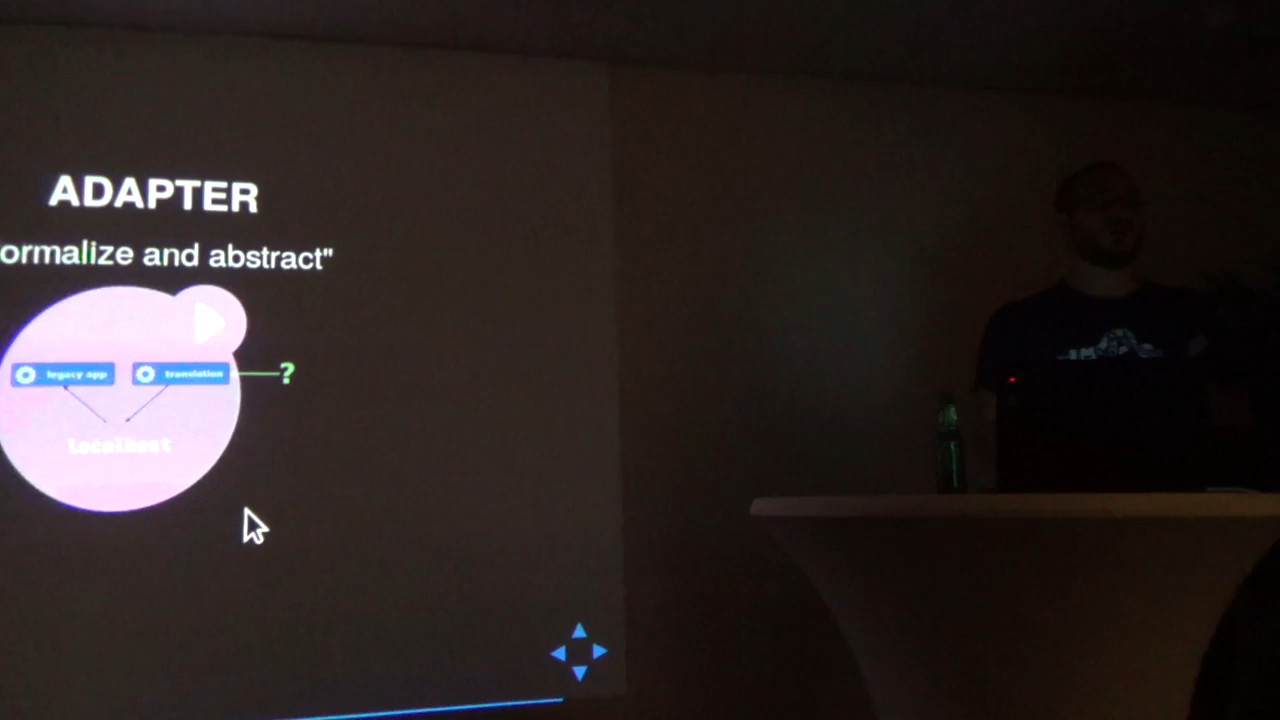 ADAPTER
ormalize and abstract"
legacy app
translation
?
localhost